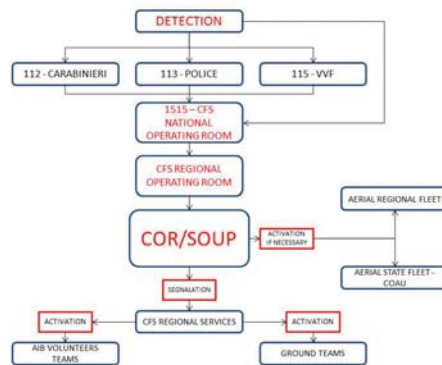 DETECTION
112 - CARABINIERI
113 - POLICE
115 - VVF
1515 – CFS
NATIONAL
OPERATING ROOM
CFS REGIONAL
OPERATING ROOM
COR/SOUP
ACTIVATION
IF NECESSARY
AERIAL REGIONAL FLEET
AERIAL STATE FLEET -
COAU
SEGNALATION
ACTIVATION
CFS REGIONAL SERVICES
ACTIVATION
AIB VOLUNTEERS
TEAMS
GROUND TEAMS